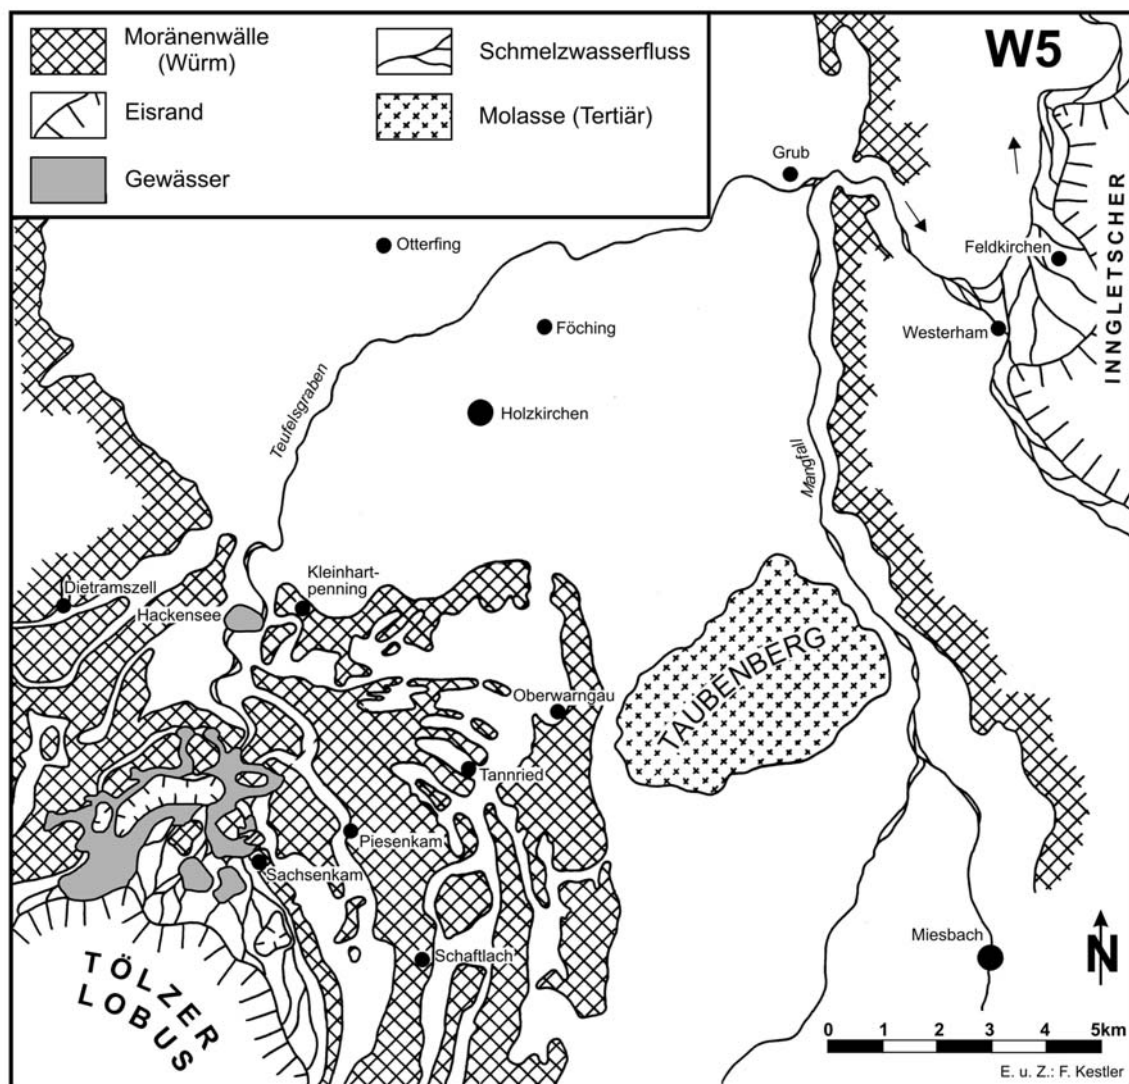 Moränenwälle
(Würm)
Schmelzwasserfluss
Eisrand
Molasse (Tertiär)
Gewässer
W5
Grub
INNGLETSCHER
Otterfing
Feldkirchen
Föching
Westerham
Teufelsgraben
Holzkirchen
Mangfall
Dietramszell
Kleinhart-
penning
Hackensee
TAUBENBERG
Oberwarngau
Tannried
Piesenkam
Sachsenkam
Schaftlach
Miesbach
N
TÖLZER
LOBUS
0 1 2 3 4 5km
E. u. Z.: F. Kestler